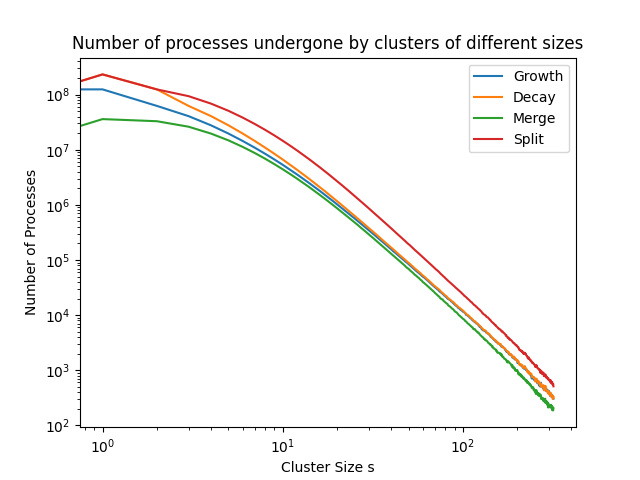 Number of processes undergone by clusters of different sizes
Growth
Decay
Merge
Split
Number of Processes
10^8
10^7
10^6
10^5
10^4
10^3
10^2
10^0
10^1
10^2
Cluster Size s